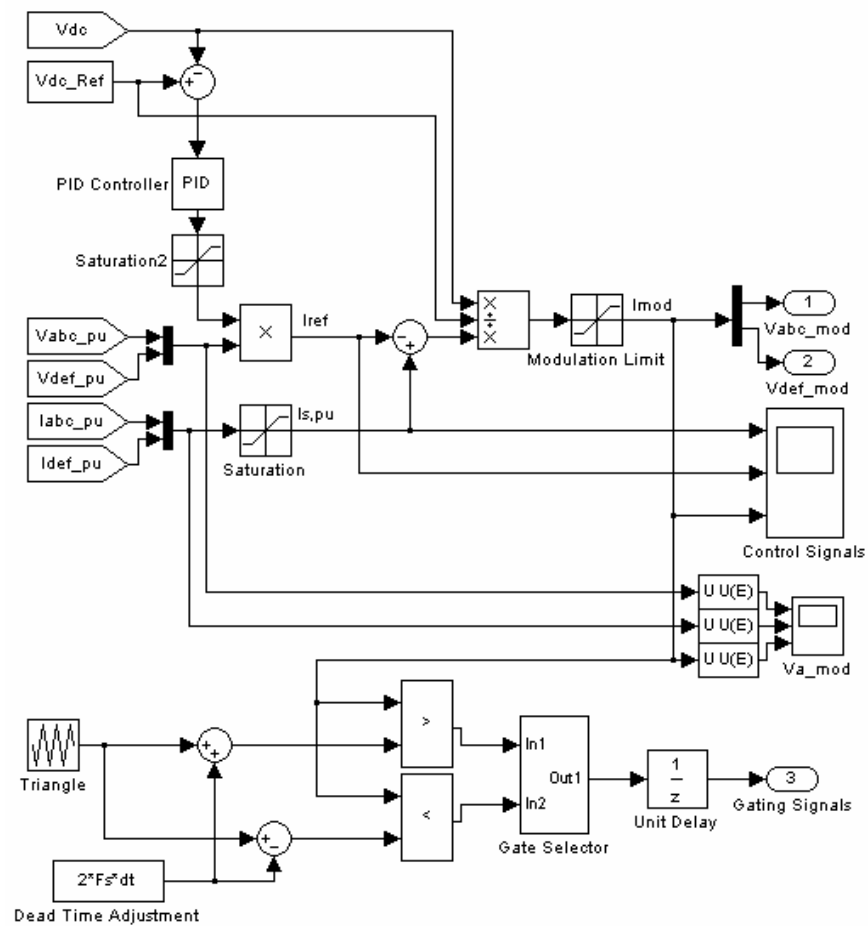 Vdc
Vdc_Ref
+
−
PID Controller
PID
Saturation2
Vabc_pu
Vdef_pu
×
Iref
−
+
×
÷
×
Imod
Modulation Limit
1
Vabc_mod
2
Vdef_mod
Iabc_pu
Idef_pu
Is,pu
Saturation
Control Signals
U U(E)
U U(E)
U U(E)
Va_mod
Triangle
+
+
>
+
−
<
In1
In2
Out1
Gate Selector
1
z
Unit Delay
3
Gating Signals
2*Fs*dt
Dead Time Adjustment